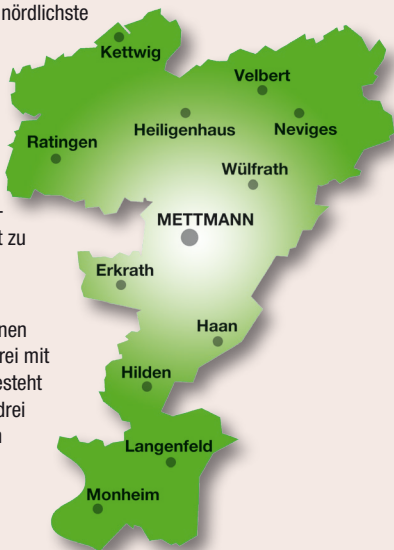 nördlichste
Kettwig
Velbert
Heiligenhaus
Neviges
Ratingen
Wülfrath
METTMANN
t zu
Erkrath
nen
Haan
rei mit
esteht
Hilden
drei
Langenfeld
Monheim